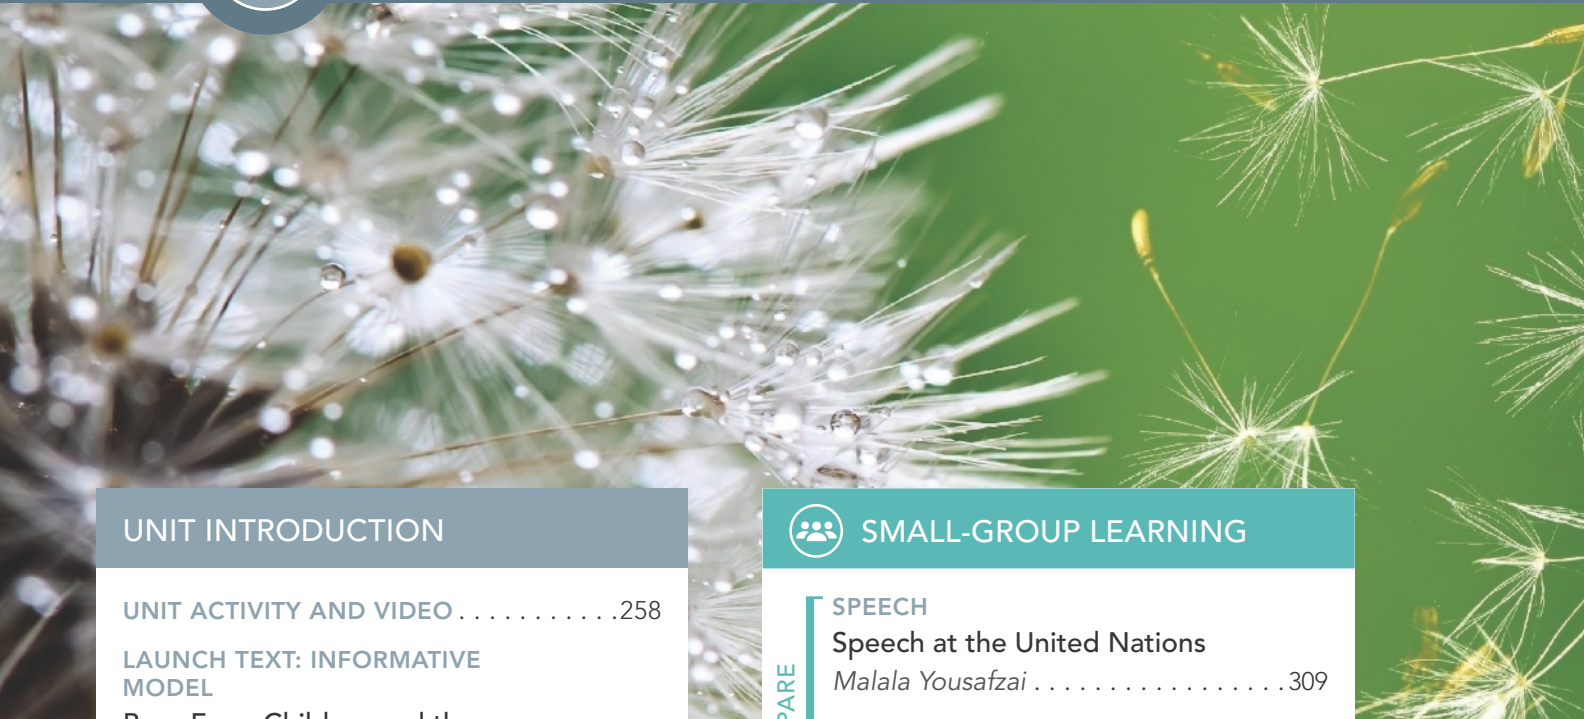 UNIT INTRODUCTION
UNIT ACTIVITY AND VIDEO . . . . . . . . . . . 258
LAUNCH TEXT: INFORMATIVE
MODEL
SMALL-GROUP LEARNING
SPEECH
Speech at the United Nations
Malala Yousafzai . . . . . . . . . . . . . . . . . 309